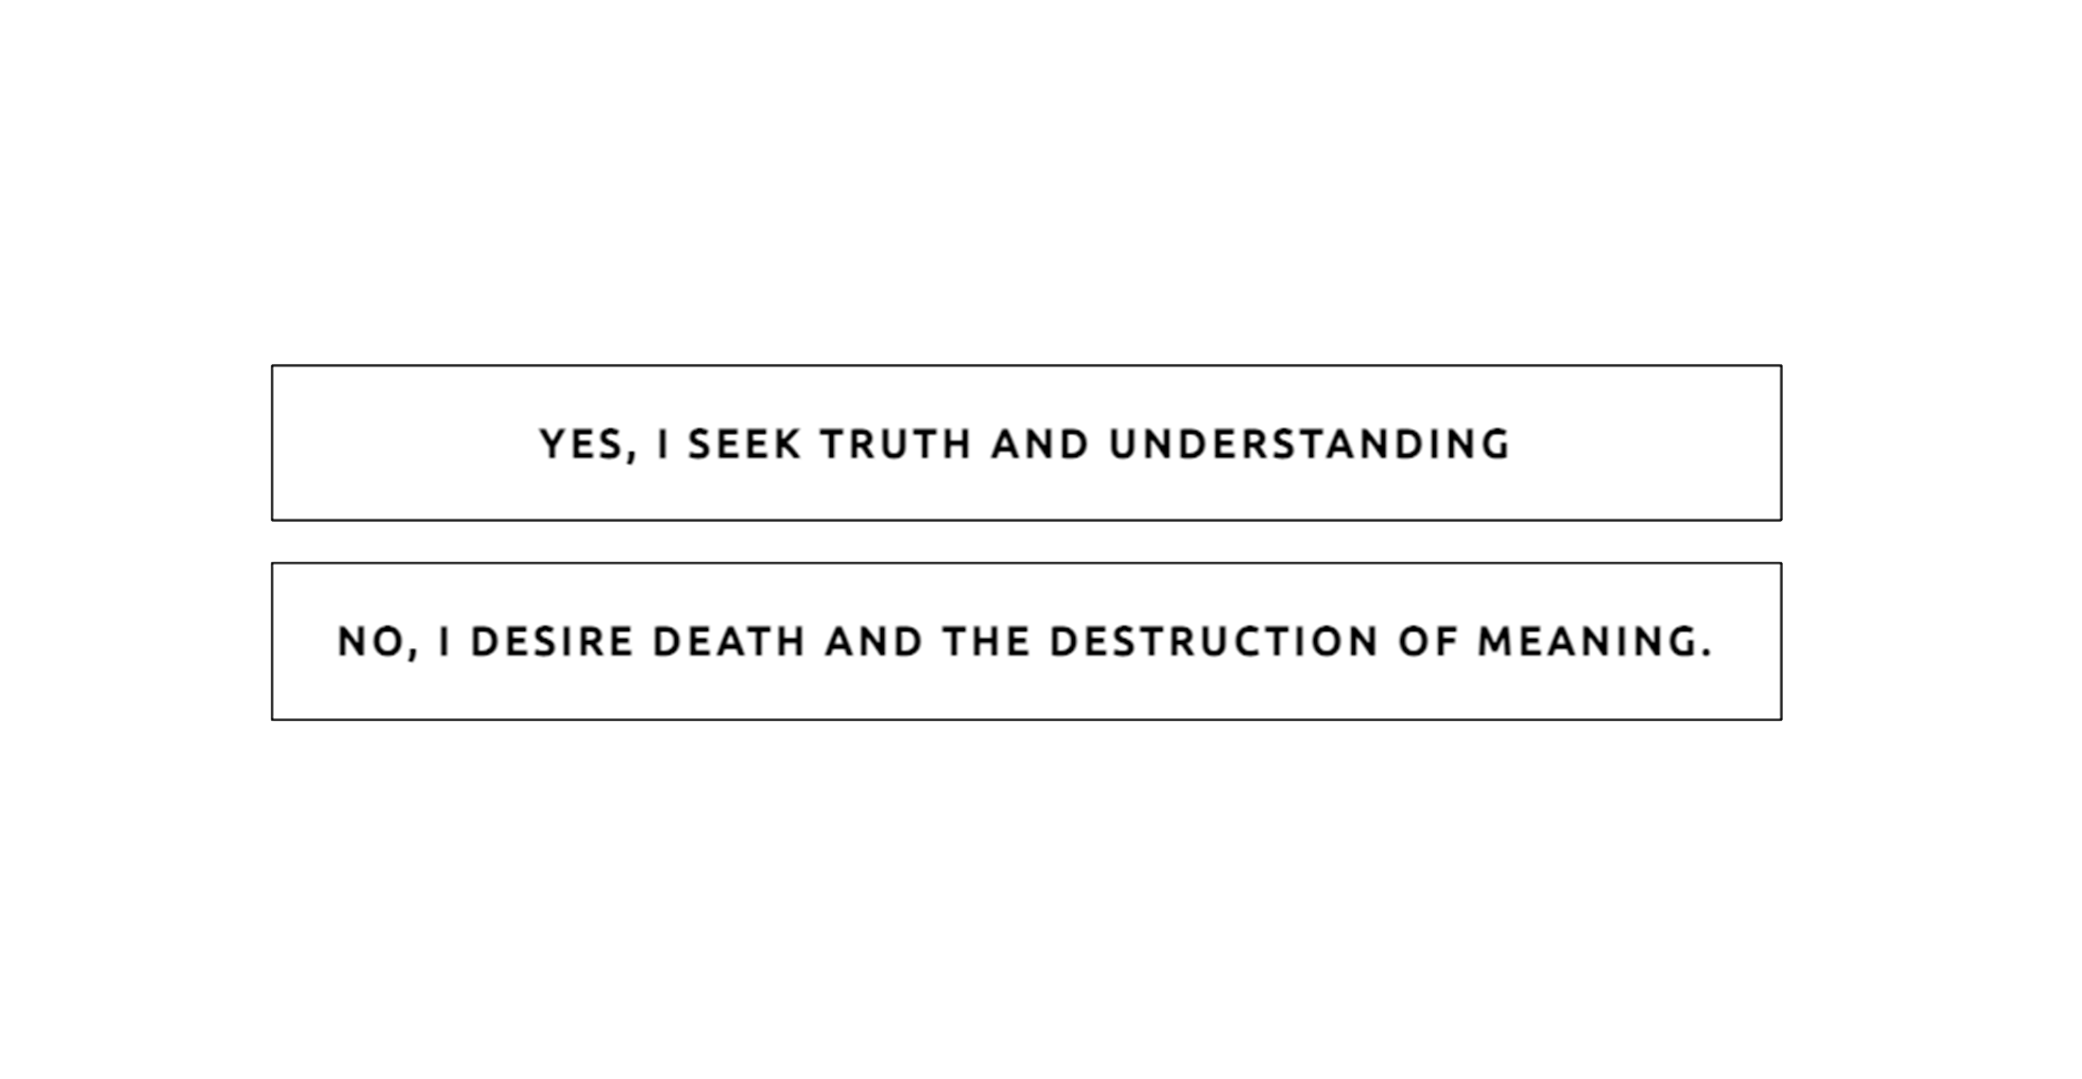 YES, I SEEK TRUTH AND UNDERSTANDING
NO, I DESIRE DEATH AND THE DESTRUCTION OF MEANING.